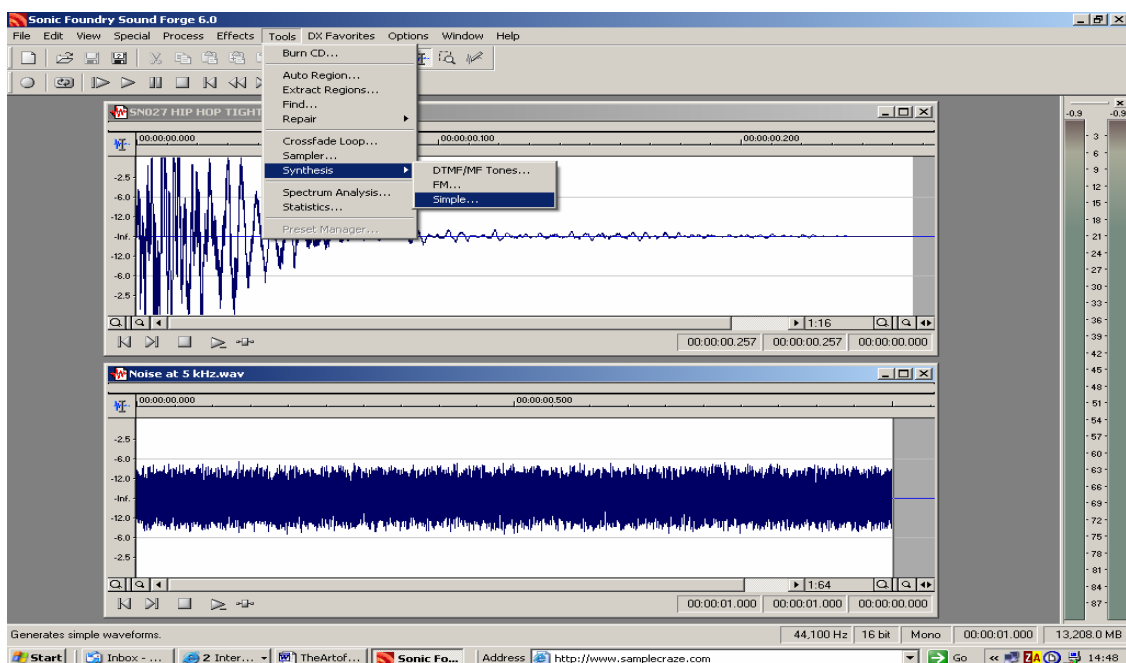 Sonic Foundry Sound Forge 6.0
File Edit View Special Process Effects Tools DX Favorites Options Window Help
Burn CD...
Auto Region...
Extract Regions...
Find...
Repair
Crossfade Loop...
Sampler...
Synthesis
Spectrum Analysis...
Statistics...
Preset Manager...
DTMF/MF Tones...
FM...
Simple...
SN027 HIP HOP TIGHT
00:00:00.000 00:00:00.100 00:00:00.200
-2.5
-6.0
-12.0
-Inf.
-12.0
-6.0
-2.5
1:16
00:00:00.257 00:00:00.257 00:00:00.000
Noise at 5 kHz.wav
00:00:00.000 00:00:00.500
-2.5
-6.0
-12.0
-Inf.
-12.0
-6.0
-2.5
1:64
00:00:01.000 00:00:01.000 00:00:00.000
-0.9 -0.9
- 3 -
- 6 -
- 9 -
- 12 -
- 15 -
- 18 -
- 21 -
- 24 -
- 27 -
- 30 -
- 33 -
- 36 -
- 39 -
- 42 -
- 45 -
- 48 -
- 51 -
- 54 -
- 57 -
- 60 -
- 63 -
- 66 -
- 69 -
- 72 -
- 75 -
- 78 -
- 81 -
- 84 -
- 87 -
Generates simple waveforms.
44,100 Hz 16 bit Mono 00:00:01.000 13,208.0 MB
Start Inbox - ... 2 Inter... TheArtof... Sonic Fo... Address http://www.samplecraze.com Go « ZA 14:48